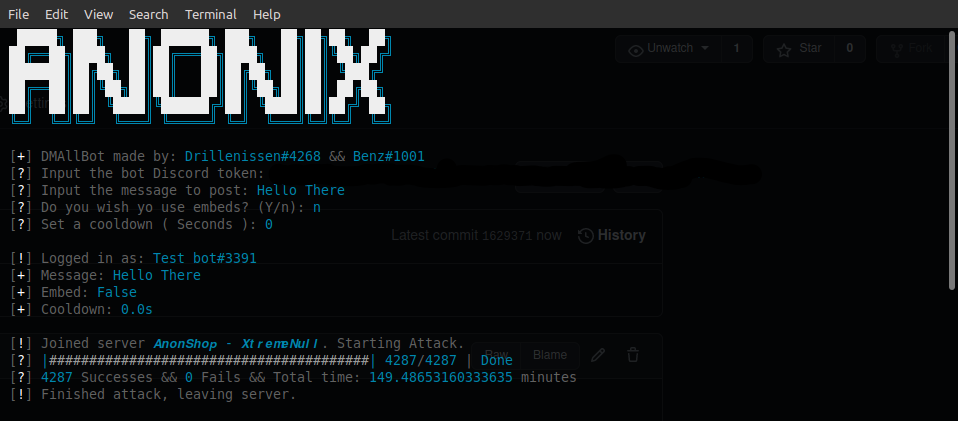 File Edit View Search Terminal Help
ANONIX
Unwatch 1 Star 0 Fork
[+] DMAllBot made by: Drillenissen#4268 && Benz#1001
[?] Input the bot Discord token:
[?] Input the message to post: Hello There
[?] Do you wish yo use embeds? (Y/n): n
[?] Set a cooldown ( Seconds ): 0
Latest commit 1629371 now History
[!] Logged in as: Test bot#3391
[+] Message: Hello There
[+] Embed: False
[+] Cooldown: 0.0s
[!] Joined server AnonShop - XtremeNull. Starting Attack.
[?] |########################################| 4287/4287 | Done
Raw Blame
[?] 4287 Successes && 0 Fails && Total time: 149.48653160333635 minutes
[!] Finished attack, leaving server.